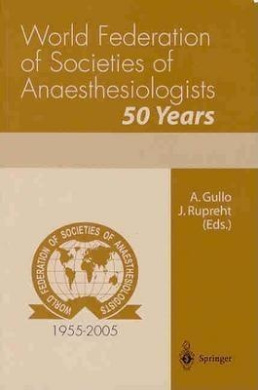 World Federation
of Societies of
Anaesthesiologists
50 Years
A. Gullo
J. Rupreht
(Eds.)
WORLD FEDERATION OF SOCIETIES OF ANAESTHESIOLOGISTS
1955-2005
Springer